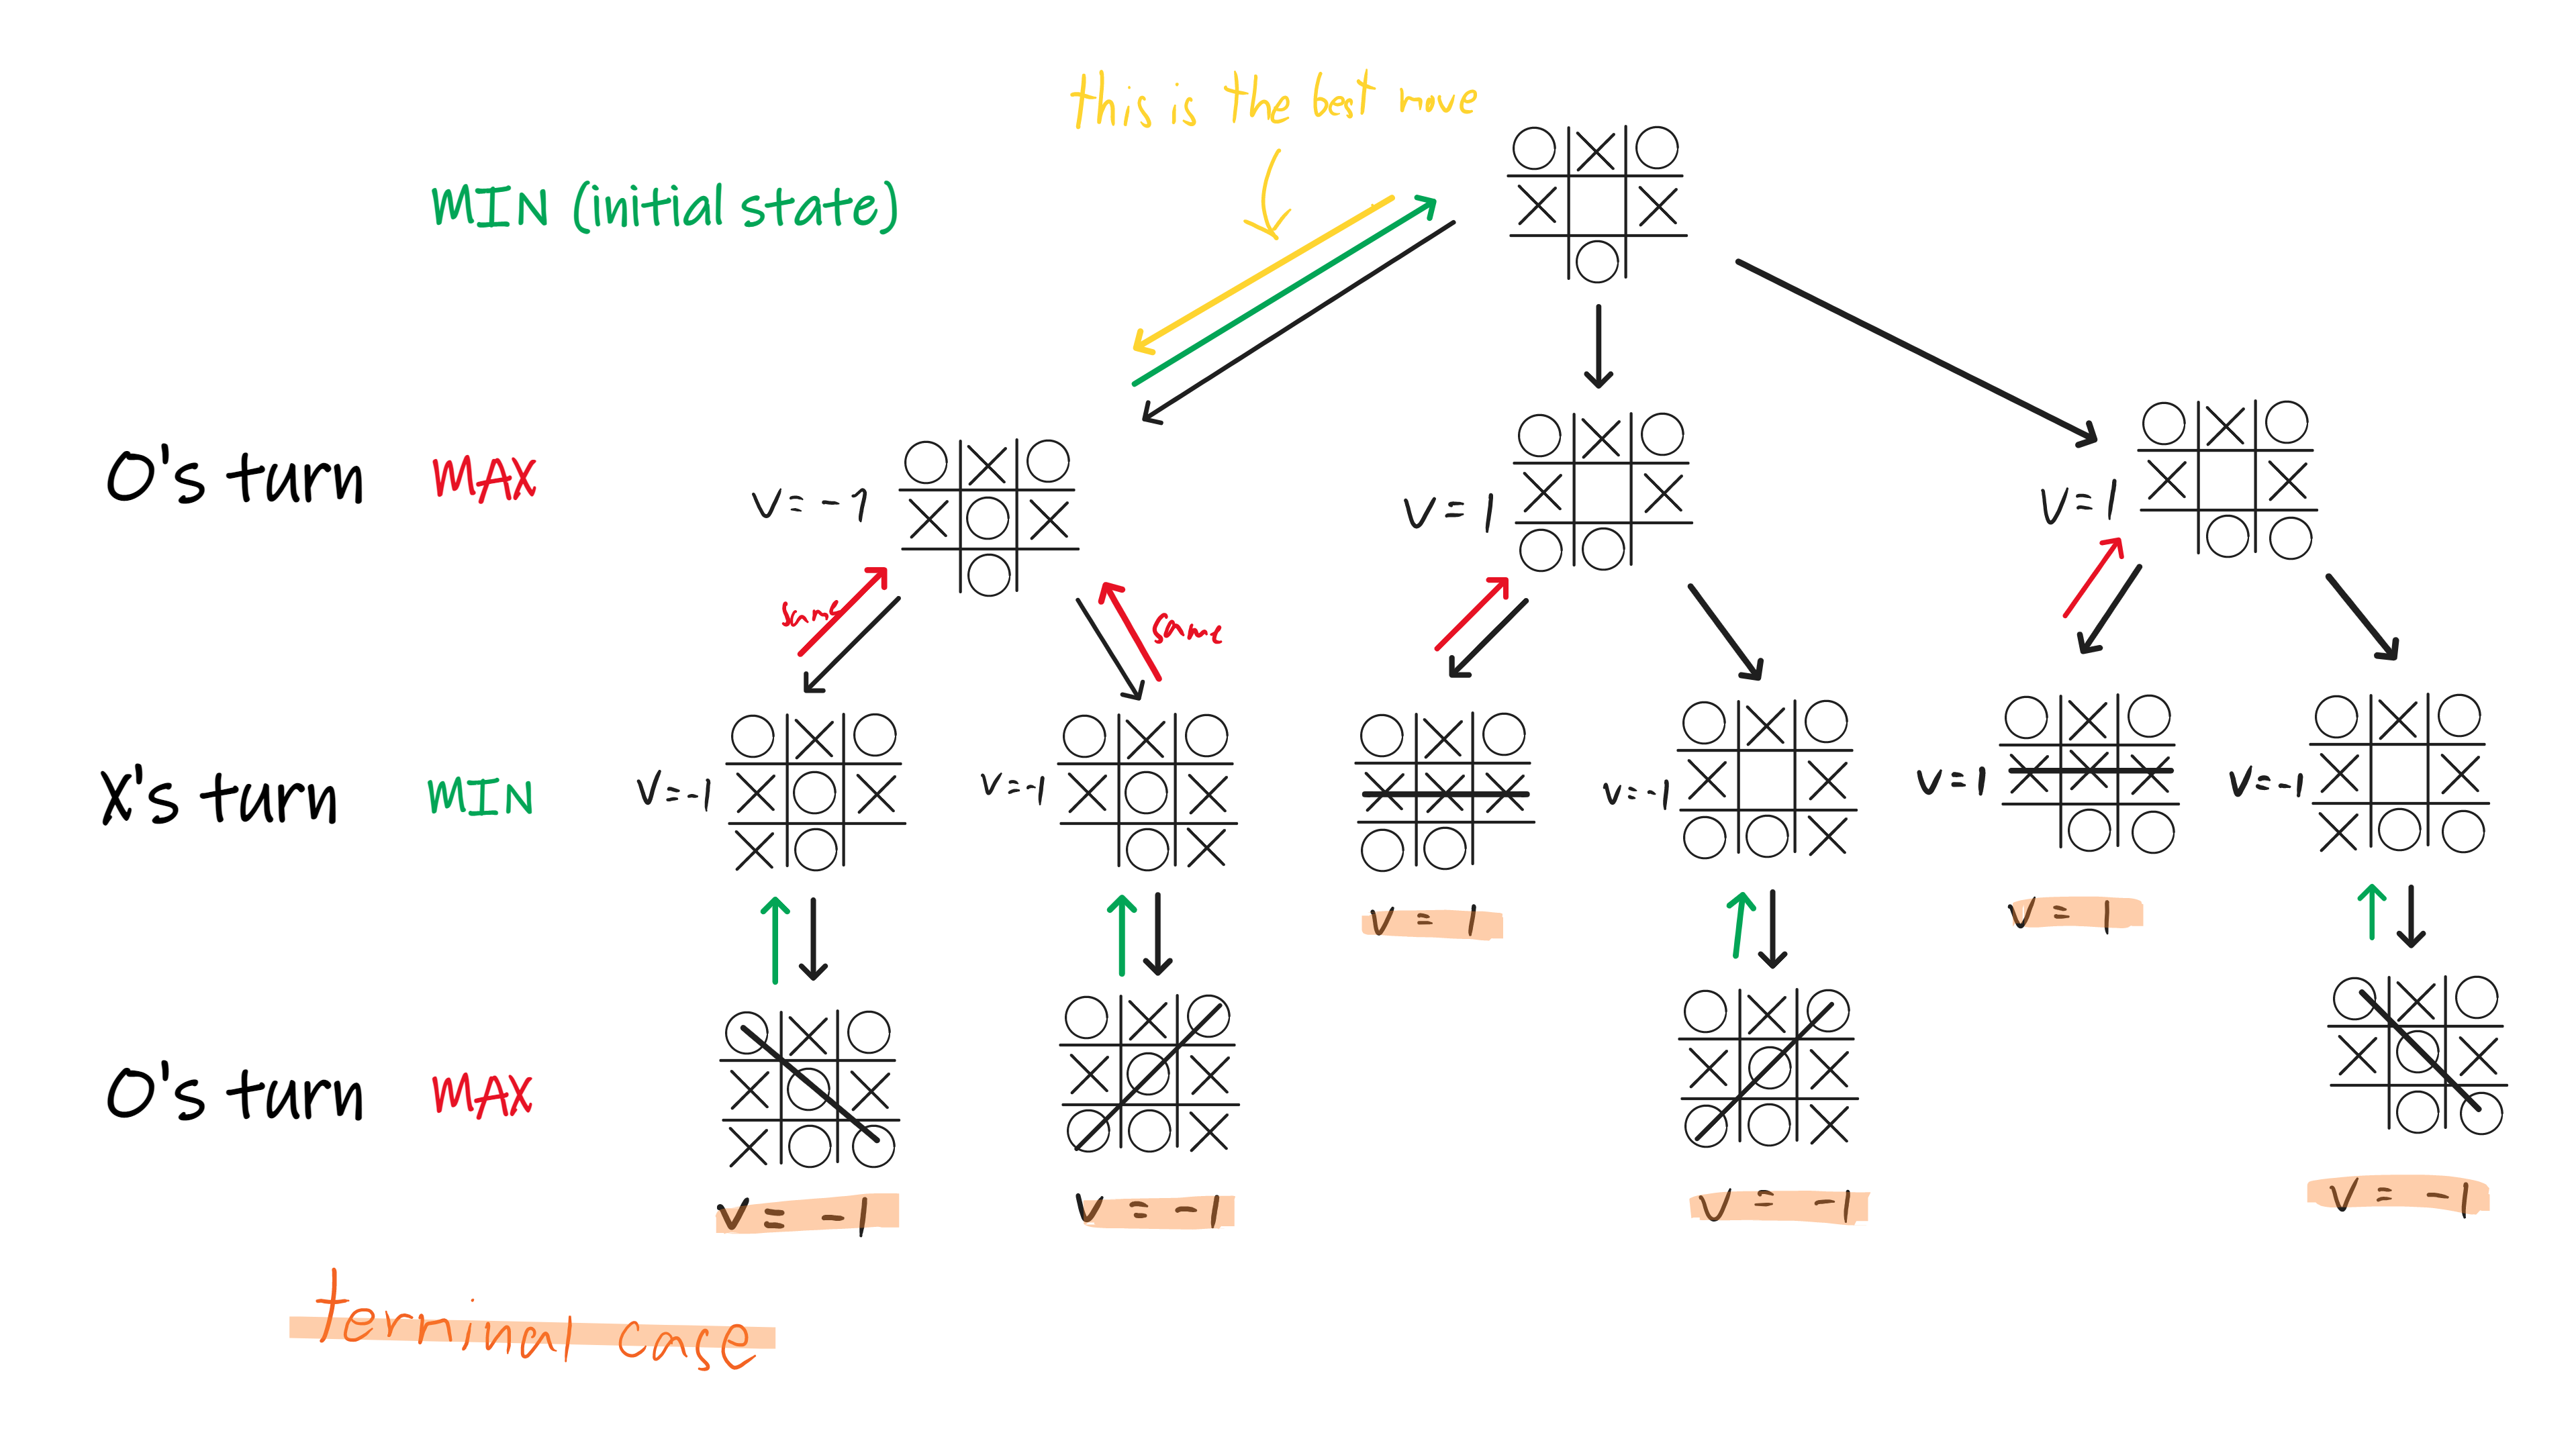 this is the best move
MIN (initial state)
O's turn MAX
v = -1
v = 1
v = 1
same
same
X's turn MIN
v = -1
v = -1
v = -1
v = 1
v = -1
v = 1
v = 1
O's turn MAX
v = -1
v = -1
v = -1
v = -1
terminal case